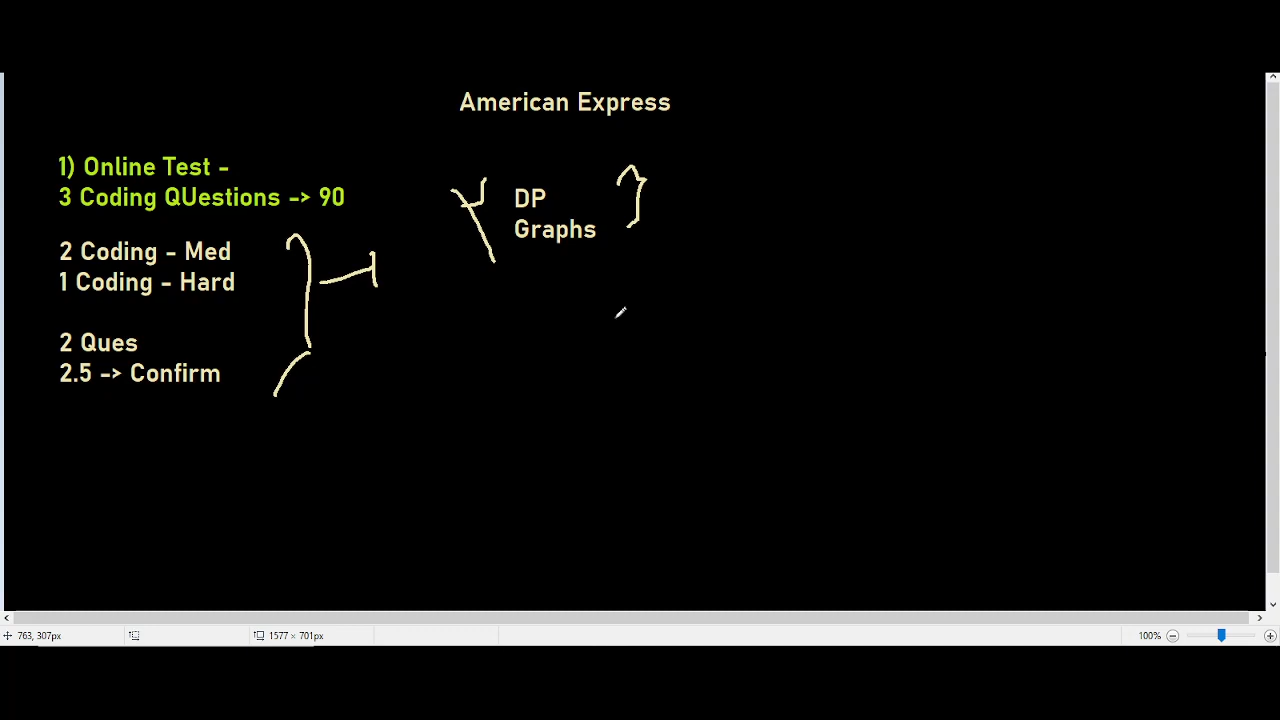 American Express
1) Online Test -
3 Coding QUestions -> 90
2 Coding - Med
1 Coding - Hard
2 Ques
2.5 -> Confirm
DP
Graphs
763, 307px
1577 × 701px
100%